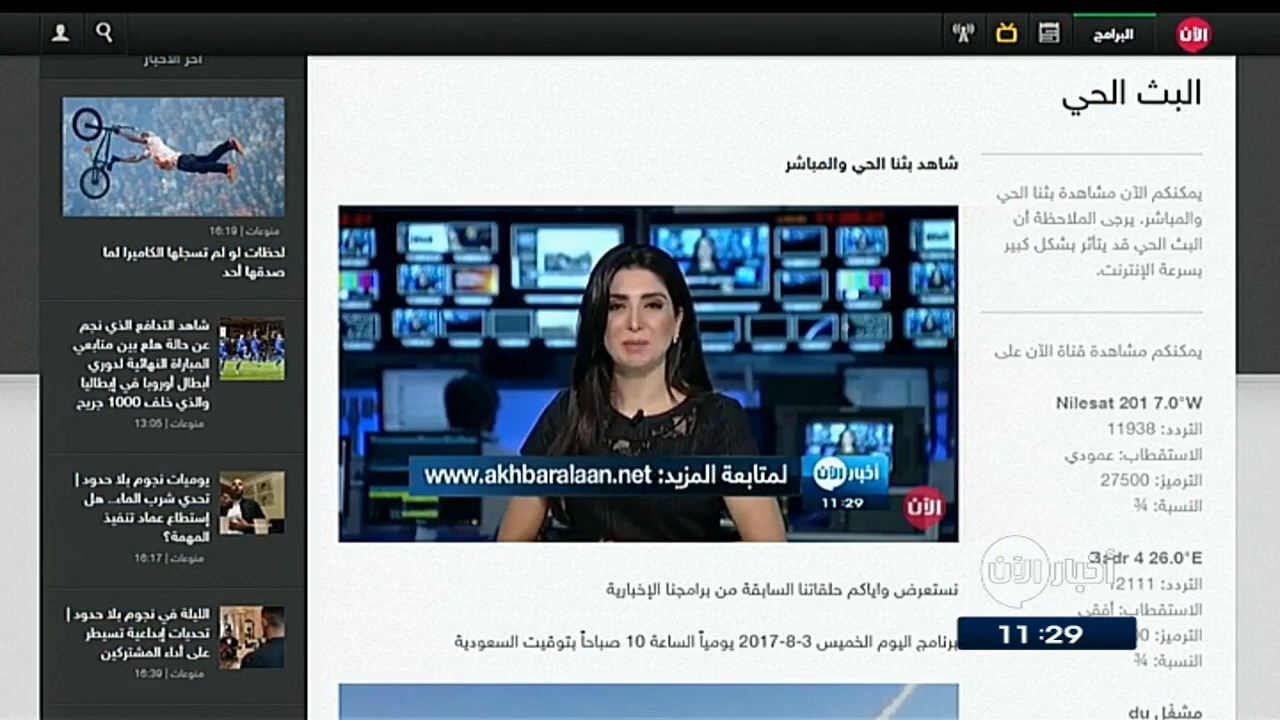 الآن
البرامج
البث الحي
يمكنكم الآن مشاهدة بثنا الحي
والمباشر. يرجى الملاحظة أن
البث الحي قد يتأثر بشكل كبير
بسرعة الإنترنت.
يمكنكم مشاهدة قناة الآن على
Nilesat 201 7.0°W
التردد: 11938
الاستقطاب: عمودي
الترميز: 27500
النسبة: ¾
4 26.0°E
التردد: 12111
الاستقطاب: أفقي
الترميز:
النسبة: ¾
مشغّل du
أخبار الآن
11:29
شاهد بثنا الحي والمباشر
أخبار الآن
لمتابعة المزيد: www.akhbaralaan.net
11:29
الآن
نستعرض واياكم حلقاتنا السابقة من برامجنا الإخبارية
برنامج اليوم الخميس 3-8-2017 يومياً الساعة 10 صباحاً بتوقيت السعودية
آخر الأخبار
منوعات | 16:19
لحظات لو لم تسجلها الكاميرا لما
صدقها أحد
شاهد التدافع الذي نجم
عن حالة هلع بين متابعي
المباراة النهائية لدوري
أبطال أوروبا في إيطاليا
والذي خلف 1000 جريح
منوعات | 13:05
يوميات نجوم بلا حدود |
تحدي شرب الماء.. هل
إستطاع عماد تنفيذ
المهمة؟
منوعات | 16:17
الليلة في نجوم بلا حدود |
تحديات إبداعية تسيطر
على أداء المشتركين
منوعات | 16:39